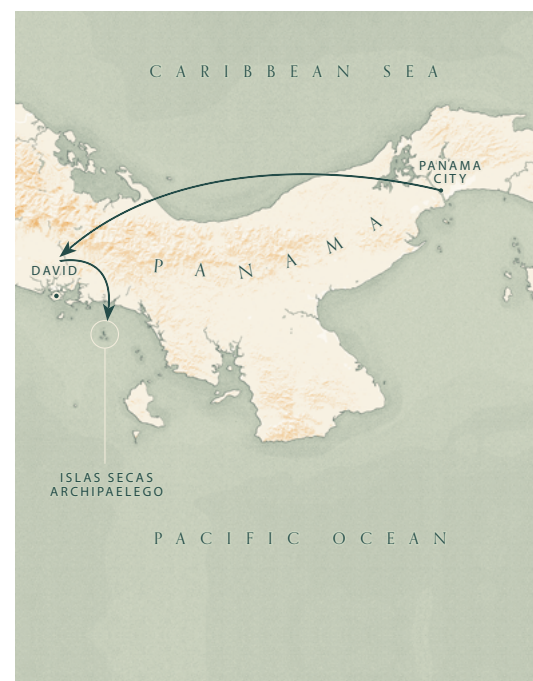 CARIBBEAN SEA
PANAMA
CITY
PANAMA
DAVID
ISLAS SECAS
ARCHIPAELEGO
PACIFIC OCEAN